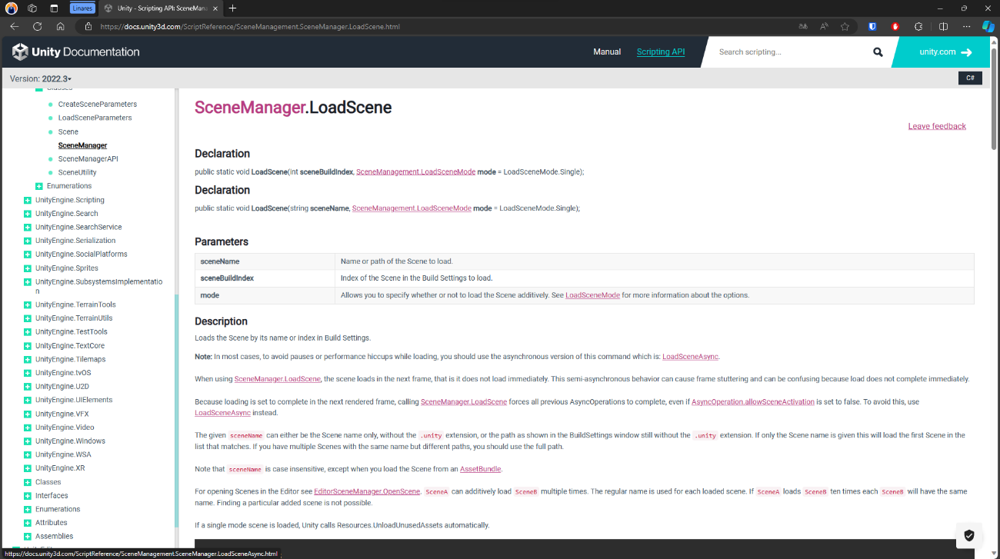 Linares
Unity - Scripting API: SceneMana
https://docs.unity3d.com/ScriptReference/SceneManagement.SceneManager.LoadScene.html
Unity Documentation
Manual
Scripting API
Search scripting...
unity.com
Version: 2022.3
C#
Classes
CreateSceneParameters
LoadSceneParameters
Scene
SceneManager
SceneManagerAPI
SceneUtility
Enumerations
UnityEngine.Scripting
UnityEngine.Search
UnityEngine.SearchService
UnityEngine.Serialization
UnityEngine.SocialPlatforms
UnityEngine.Sprites
UnityEngine.SubsystemsImplementatio
n
UnityEngine.TerrainTools
UnityEngine.TerrainUtils
UnityEngine.TestTools
UnityEngine.TextCore
UnityEngine.Tilemaps
UnityEngine.tvOS
UnityEngine.U2D
UnityEngine.UIElements
UnityEngine.VFX
UnityEngine.Video
UnityEngine.Windows
UnityEngine.WSA
UnityEngine.XR
Classes
Interfaces
Enumerations
Attributes
Assemblies
SceneManager.LoadScene
Leave feedback
Declaration
public static void LoadScene(int sceneBuildIndex, SceneManagement.LoadSceneMode mode = LoadSceneMode.Single);
Declaration
public static void LoadScene(string sceneName, SceneManagement.LoadSceneMode mode = LoadSceneMode.Single);
Parameters
sceneName Name or path of the Scene to load.
sceneBuildIndex Index of the Scene in the Build Settings to load.
mode Allows you to specify whether or not to load the Scene additively. See LoadSceneMode for more information about the options.
Description
Loads the Scene by its name or index in Build Settings.
Note: In most cases, to avoid pauses or performance hiccups while loading, you should use the asynchronous version of this command which is: LoadSceneAsync.
When using SceneManager.LoadScene, the scene loads in the next frame, that is it does not load immediately. This semi-asynchronous behavior can cause frame stuttering and can be confusing because load does not complete immediately.
Because loading is set to complete in the next rendered frame, calling SceneManager.LoadScene forces all previous AsyncOperations to complete, even if AsyncOperation.allowSceneActivation is set to false. To avoid this, use
LoadSceneAsync instead.
The given sceneName can either be the Scene name only, without the .unity extension, or the path as shown in the BuildSettings window still without the .unity extension. If only the Scene name is given this will load the first Scene in the
list that matches. If you have multiple Scenes with the same name but different paths, you should use the full path.
Note that sceneName is case insensitive, except when you load the Scene from an AssetBundle.
For opening Scenes in the Editor see EditorSceneManager.OpenScene. SceneA can additively load SceneB multiple times. The regular name is used for each loaded scene. If SceneA loads SceneB ten times each SceneB will have the same
name. Finding a particular added scene is not possible.
If a single mode scene is loaded, Unity calls Resources.UnloadUnusedAssets automatically.
https://docs.unity3d.com/ScriptReference/SceneManagement.SceneManager.LoadSceneAsync.html